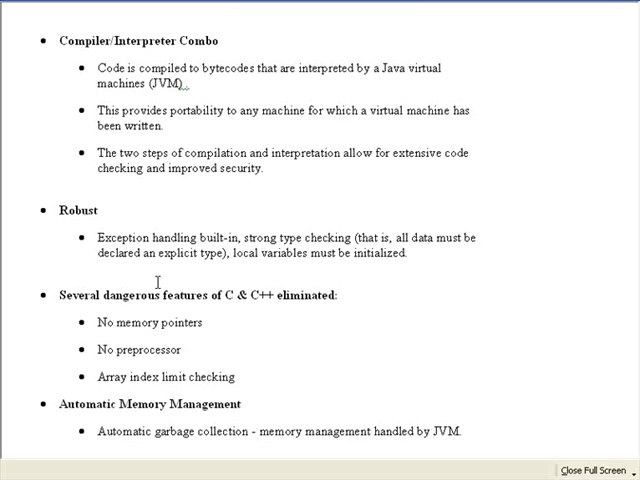 Compiler/Interpreter Combo
Code is compiled to bytecodes that are interpreted by a Java virtual
machines (JVM) .
This provides portability to any machine for which a virtual machine has
been written.
The two steps of compilation and interpretation allow for extensive code
checking and improved security.
Robust
Exception handling built-in, strong type checking (that is, all data must be
declared an explicit type), local variables must be initialized.
Several dangerous features of C & C++ eliminated:
No memory pointers
No preprocessor
Array index limit checking
Automatic Memory Management
Automatic garbage collection - memory management handled by JVM.
Close Full Screen